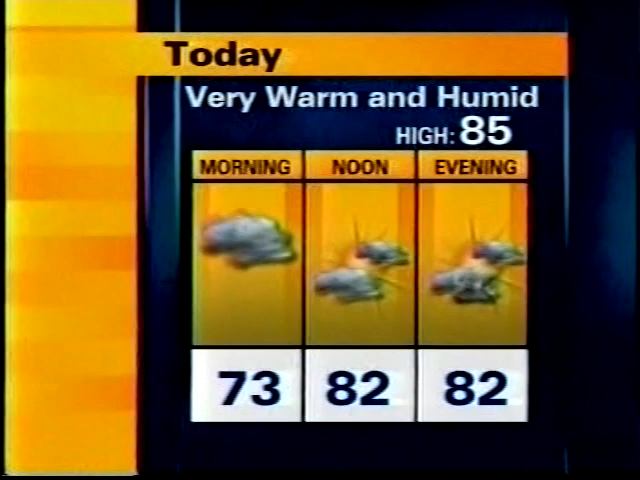 Today
Very Warm and Humid
HIGH: 85
MORNING NOON EVENING
73 82 82